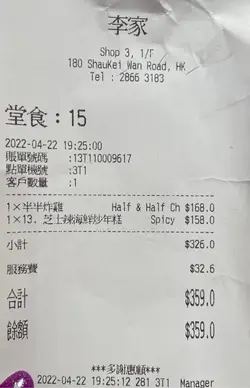 李家
Shop 3, 1/F
180 ShauKei Wan Road, HK
Tel : 2866 3183
堂食：15
2022-04-22 19:25:00
賬單號碼 :13T110009617
點單機號 :3T1
客戶數量 :1
1×半半炸雞 Half & Half Ch $168.0
1×13. 芝士辣海鮮炒年糕 Spicy $158.0
小計 $326.0
服務費 $32.6
合計 $359.0
餘額 $359.0
***多謝惠顧***
2022-04-22 19:25:12 281 3T1 Manager